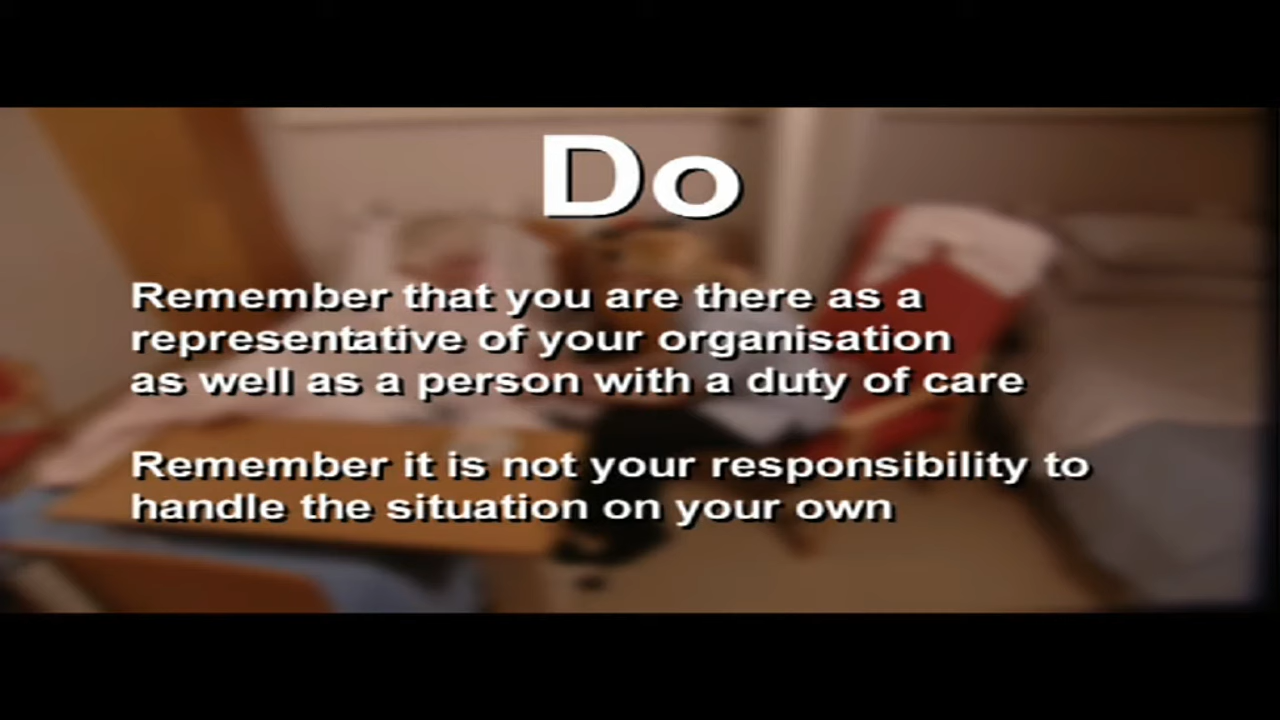 Do
Remember that you are there as a
representative of your organisation
as well as a person with a duty of care
Remember it is not your responsibility to
handle the situation on your own